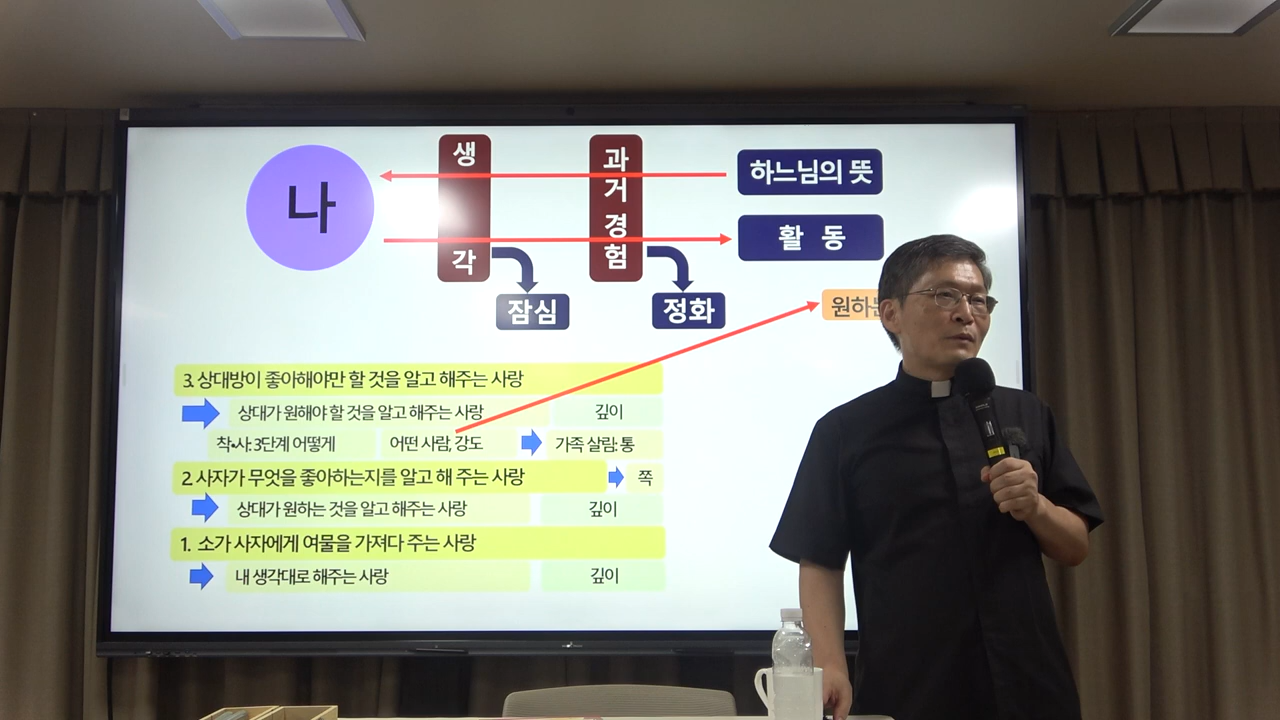 나
생각
과거 경험
하느님의 뜻
활 동
잠심
정화
원하는
3. 상대방이 좋아해야만 할 것을 알고 해주는 사랑
상대가 원해야 할 것을 알고 해주는 사랑 깊이
착•사: 3단계 어떻게 어떤 사람, 강도 가족 살림: 통
2. 사자가 무엇을 좋아하는지를 알고 해 주는 사랑 쪽
상대가 원하는 것을 알고 해주는 사랑 깊이
1. 소가 사자에게 여물을 가져다 주는 사랑
내 생각대로 해주는 사랑 깊이